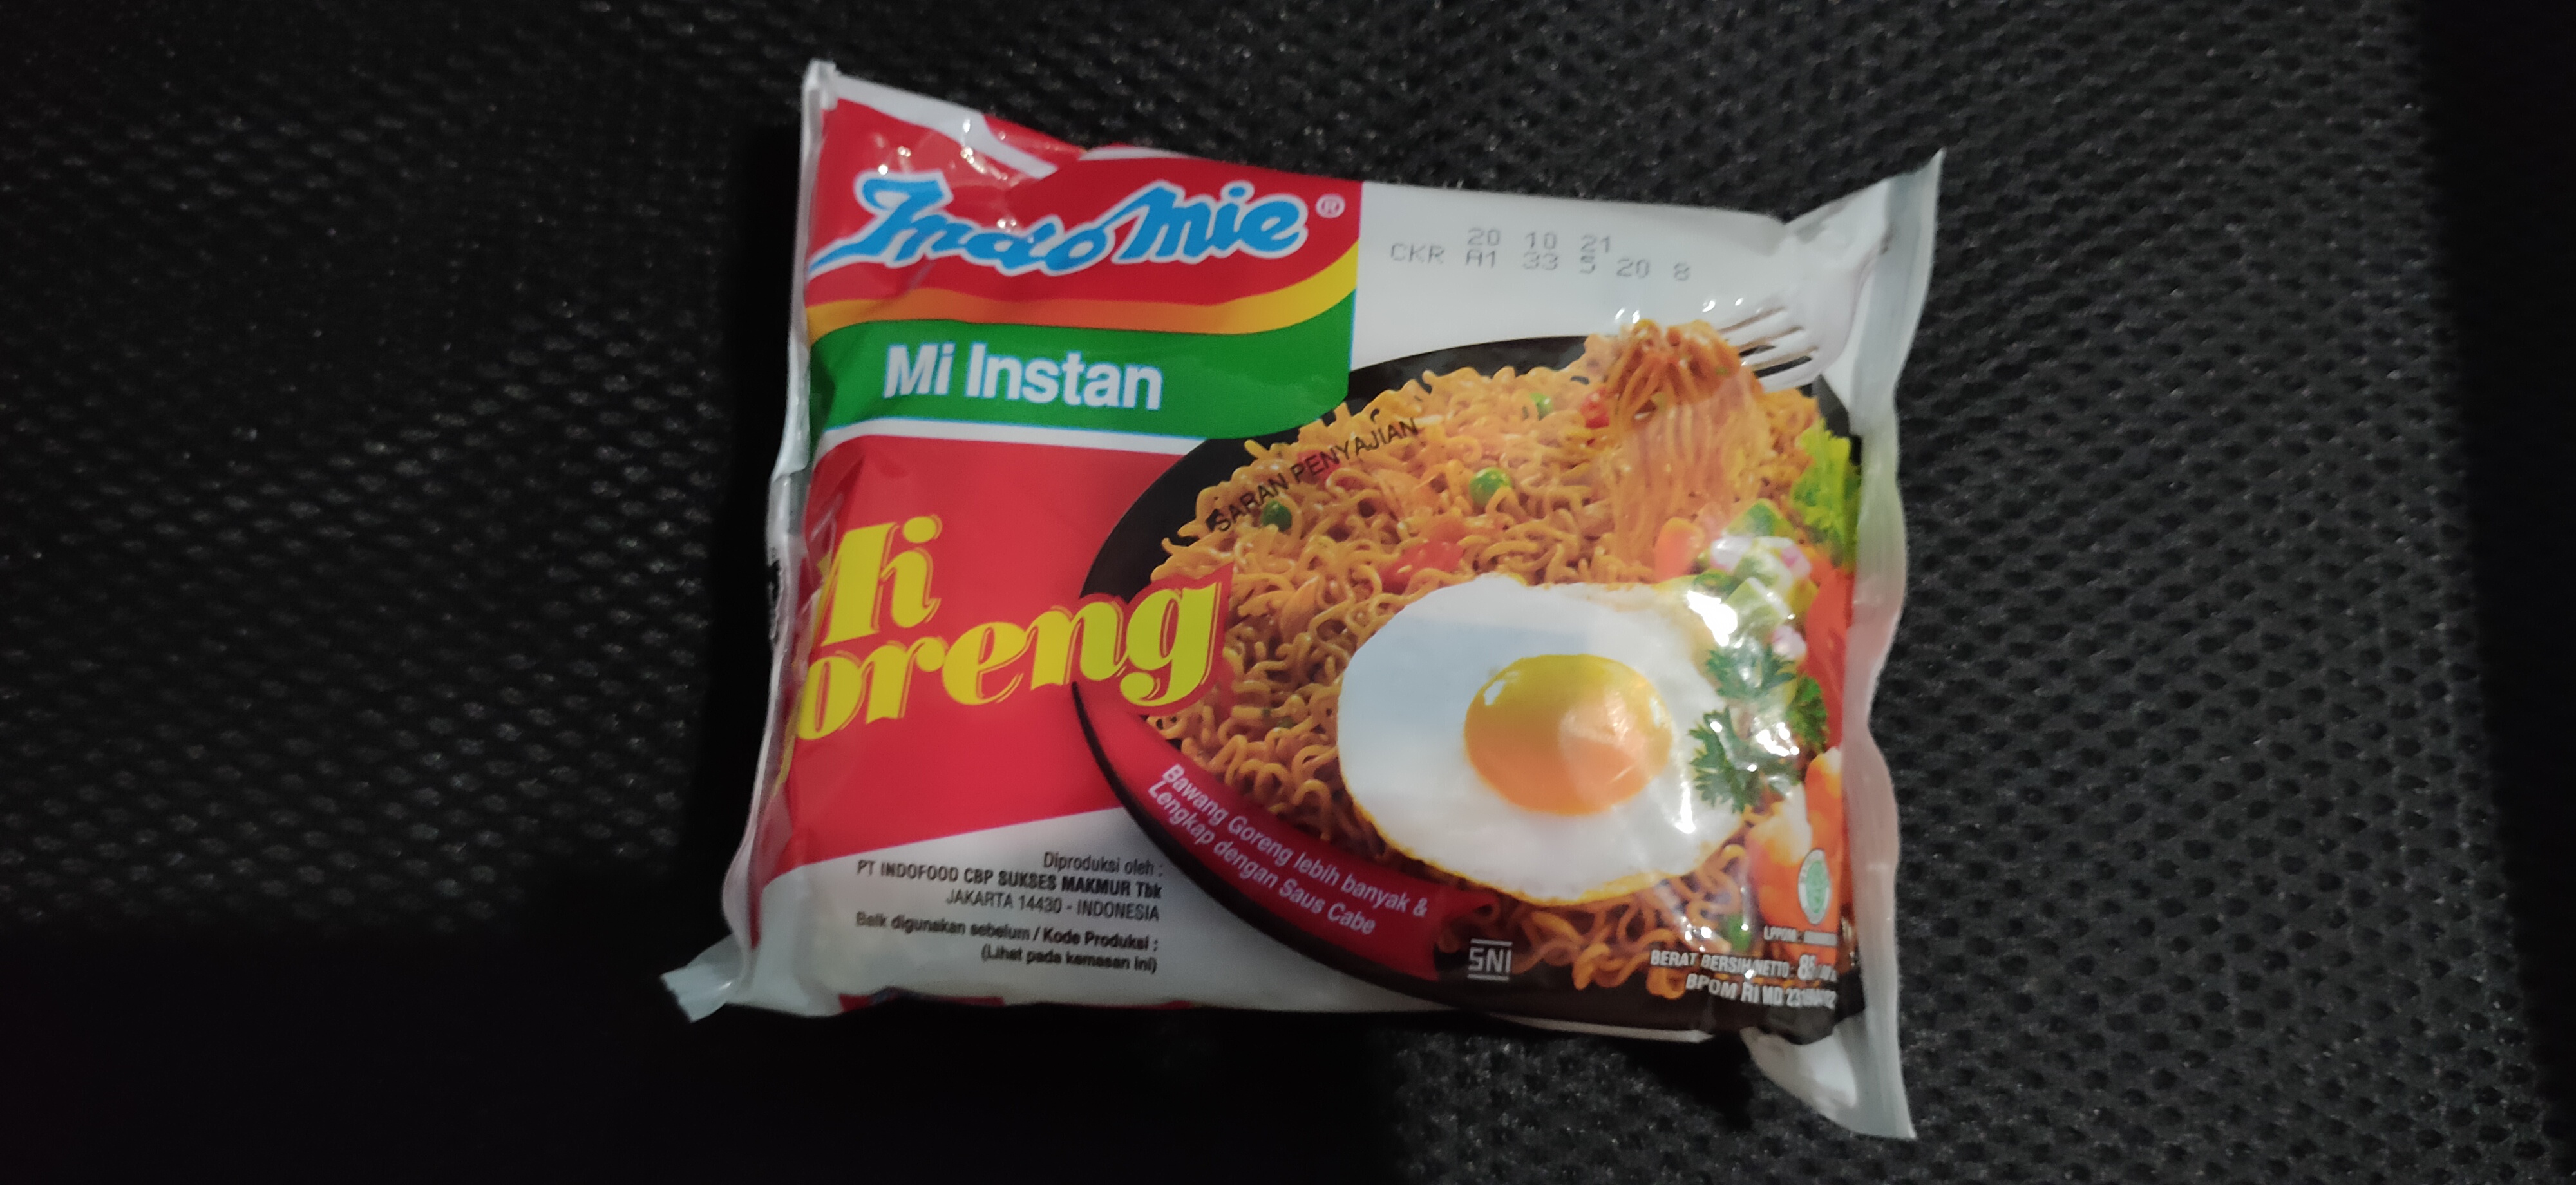 Indomie®
20 10 21
CKR A1 33 5 20 8
Mi Instan
SARAN PENYAJIAN
Mi
oreng
Bawang Goreng lebih banyak &
Lengkap dengan Saus Cabe
Diproduksi oleh :
PT INDOFOOD CBP SUKSES MAKMUR Tbk
JAKARTA 14430 - INDONESIA
Baik digunakan sebelum / Kode Produksi :
(Lihat pada kemasan ini)
SNI
LPPOM:
BERAT BERSIH/NETTO:
BPOM RI MD